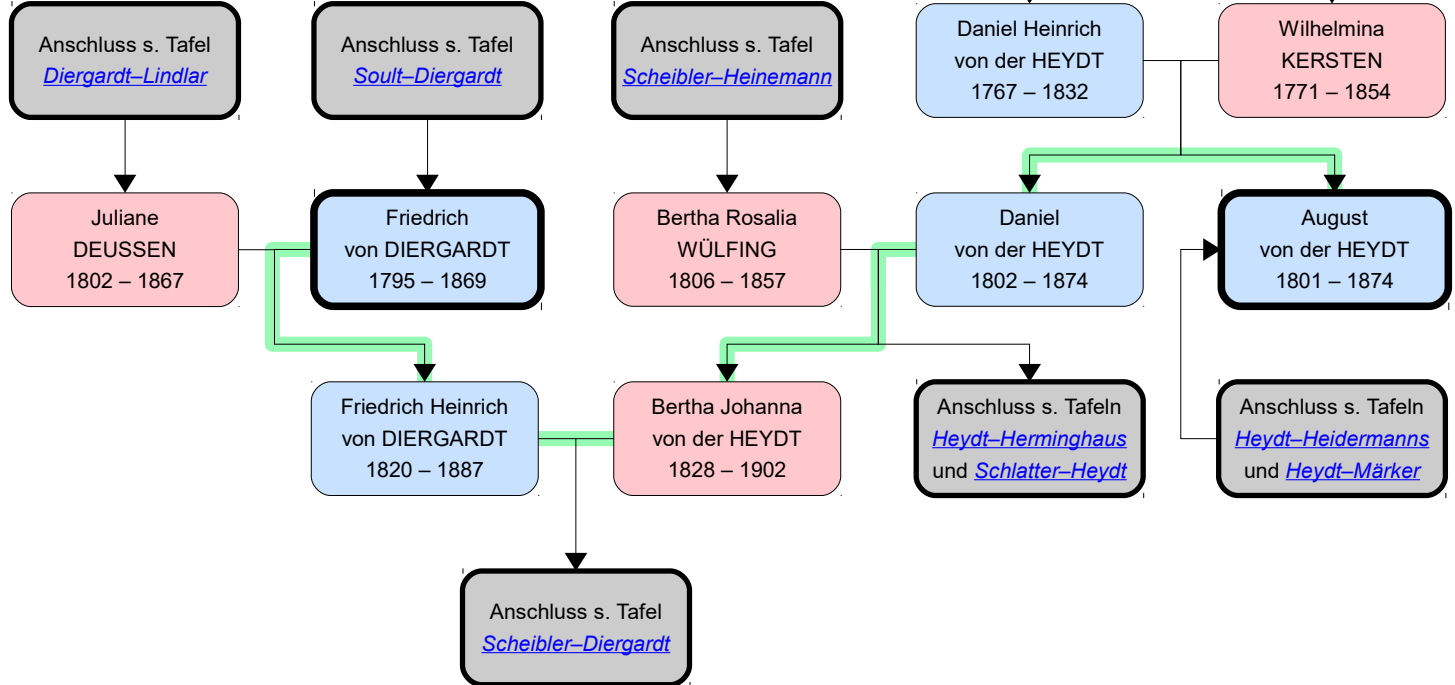 Anschluss s. Tafel
Diergardt–Lindlar
Anschluss s. Tafel
Soult–Diergardt
Anschluss s. Tafel
Scheibler–Heinemann
Daniel Heinrich
von der HEYDT
1767 – 1832
Wilhelmina
KERSTEN
1771 – 1854
Juliane
DEUSSEN
1802 – 1867
Friedrich
von DIERGARDT
1795 – 1869
Bertha Rosalia
WÜLFING
1806 – 1857
Daniel
von der HEYDT
1802 – 1874
August
von der HEYDT
1801 – 1874
Friedrich Heinrich
von DIERGARDT
1820 – 1887
Bertha Johanna
von der HEYDT
1828 – 1902
Anschluss s. Tafeln
Heydt–Herminghaus
und Schlatter–Heydt
Anschluss s. Tafeln
Heydt–Heidermanns
und Heydt–Märker
Anschluss s. Tafel
Scheibler–Diergardt